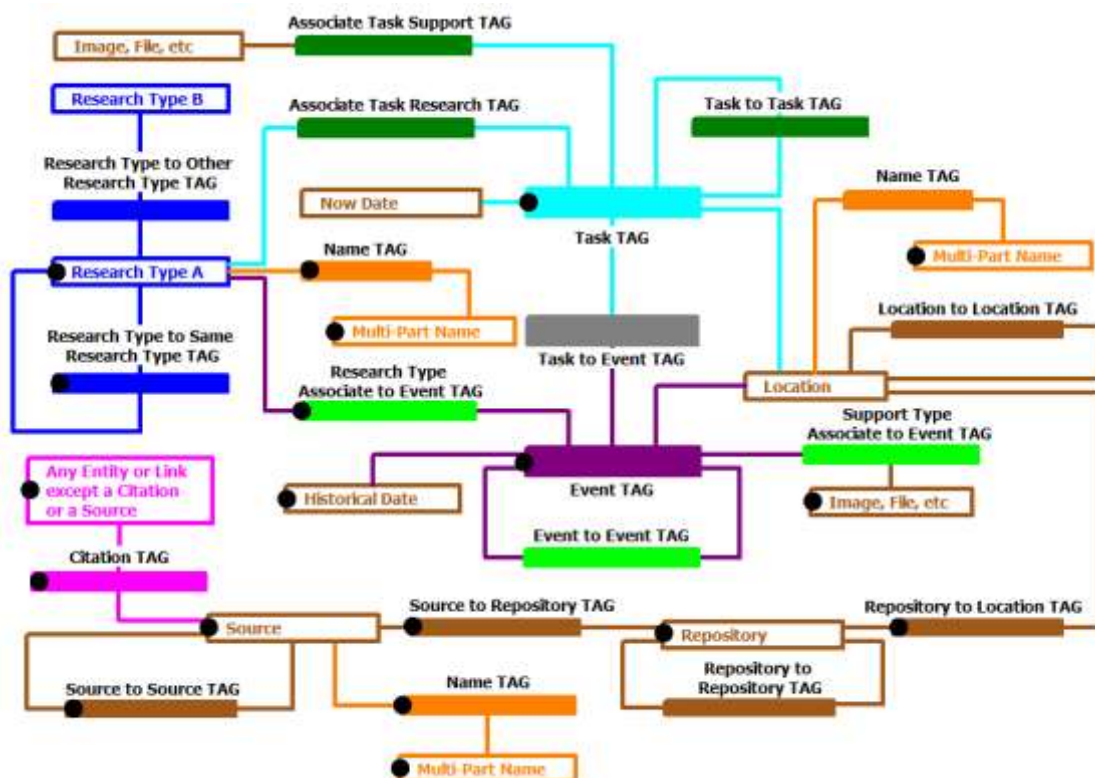 Associate Task Support TAG
Image, File, etc
Research Type B
Associate Task Research TAG
Task to Task TAG
Research Type to Other
Research Type TAG
Name TAG
Now Date
Task TAG
Name TAG
Multi-Part Name
Research Type A
Location to Location TAG
Multi-Part Name
Research Type to Same
Research Type TAG
Task to Event TAG
Research Type
Associate to Event TAG
Location
Support Type
Associate to Event TAG
Any Entity or Link
except a Citation
or a Source
Historical Date
Event TAG
Image, File, etc
Event to Event TAG
Citation TAG
Source to Repository TAG
Repository to Location TAG
Source
Repository
Repository to
Repository TAG
Source to Source TAG
Name TAG
Multi-Part Name